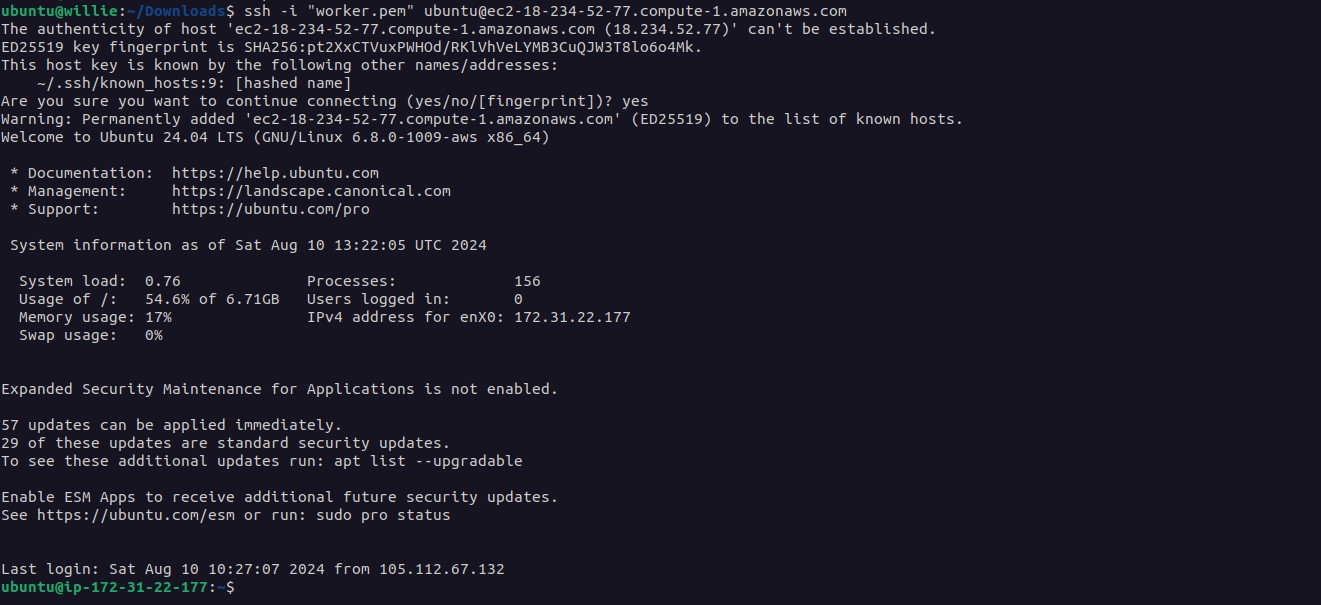 ubuntu@willie:~/Downloads$ ssh -i "worker.pem" ubuntu@ec2-18-234-52-77.compute-1.amazonaws.com
The authenticity of host 'ec2-18-234-52-77.compute-1.amazonaws.com (18.234.52.77)' can't be established.
ED25519 key fingerprint is SHA256:pt2XxCTVuxPWHOd/RKlVhVeLYMB3CuQJW3T8lo6o4Mk.
This host key is known by the following other names/addresses:
    ~/.ssh/known_hosts:9: [hashed name]
Are you sure you want to continue connecting (yes/no/[fingerprint])? yes
Warning: Permanently added 'ec2-18-234-52-77.compute-1.amazonaws.com' (ED25519) to the list of known hosts.
Welcome to Ubuntu 24.04 LTS (GNU/Linux 6.8.0-1009-aws x86_64)

 * Documentation:  https://help.ubuntu.com
 * Management:     https://landscape.canonical.com
 * Support:        https://ubuntu.com/pro

 System information as of Sat Aug 10 13:22:05 UTC 2024

  System load:  0.76              Processes:             156
  Usage of /:   54.6% of 6.71GB   Users logged in:       0
  Memory usage: 17%               IPv4 address for enX0: 172.31.22.177
  Swap usage:   0%

Expanded Security Maintenance for Applications is not enabled.

57 updates can be applied immediately.
29 of these updates are standard security updates.
To see these additional updates run: apt list --upgradable

Enable ESM Apps to receive additional future security updates.
See https://ubuntu.com/esm or run: sudo pro status

Last login: Sat Aug 10 10:27:07 2024 from 105.112.67.132
ubuntu@ip-172-31-22-177:~$